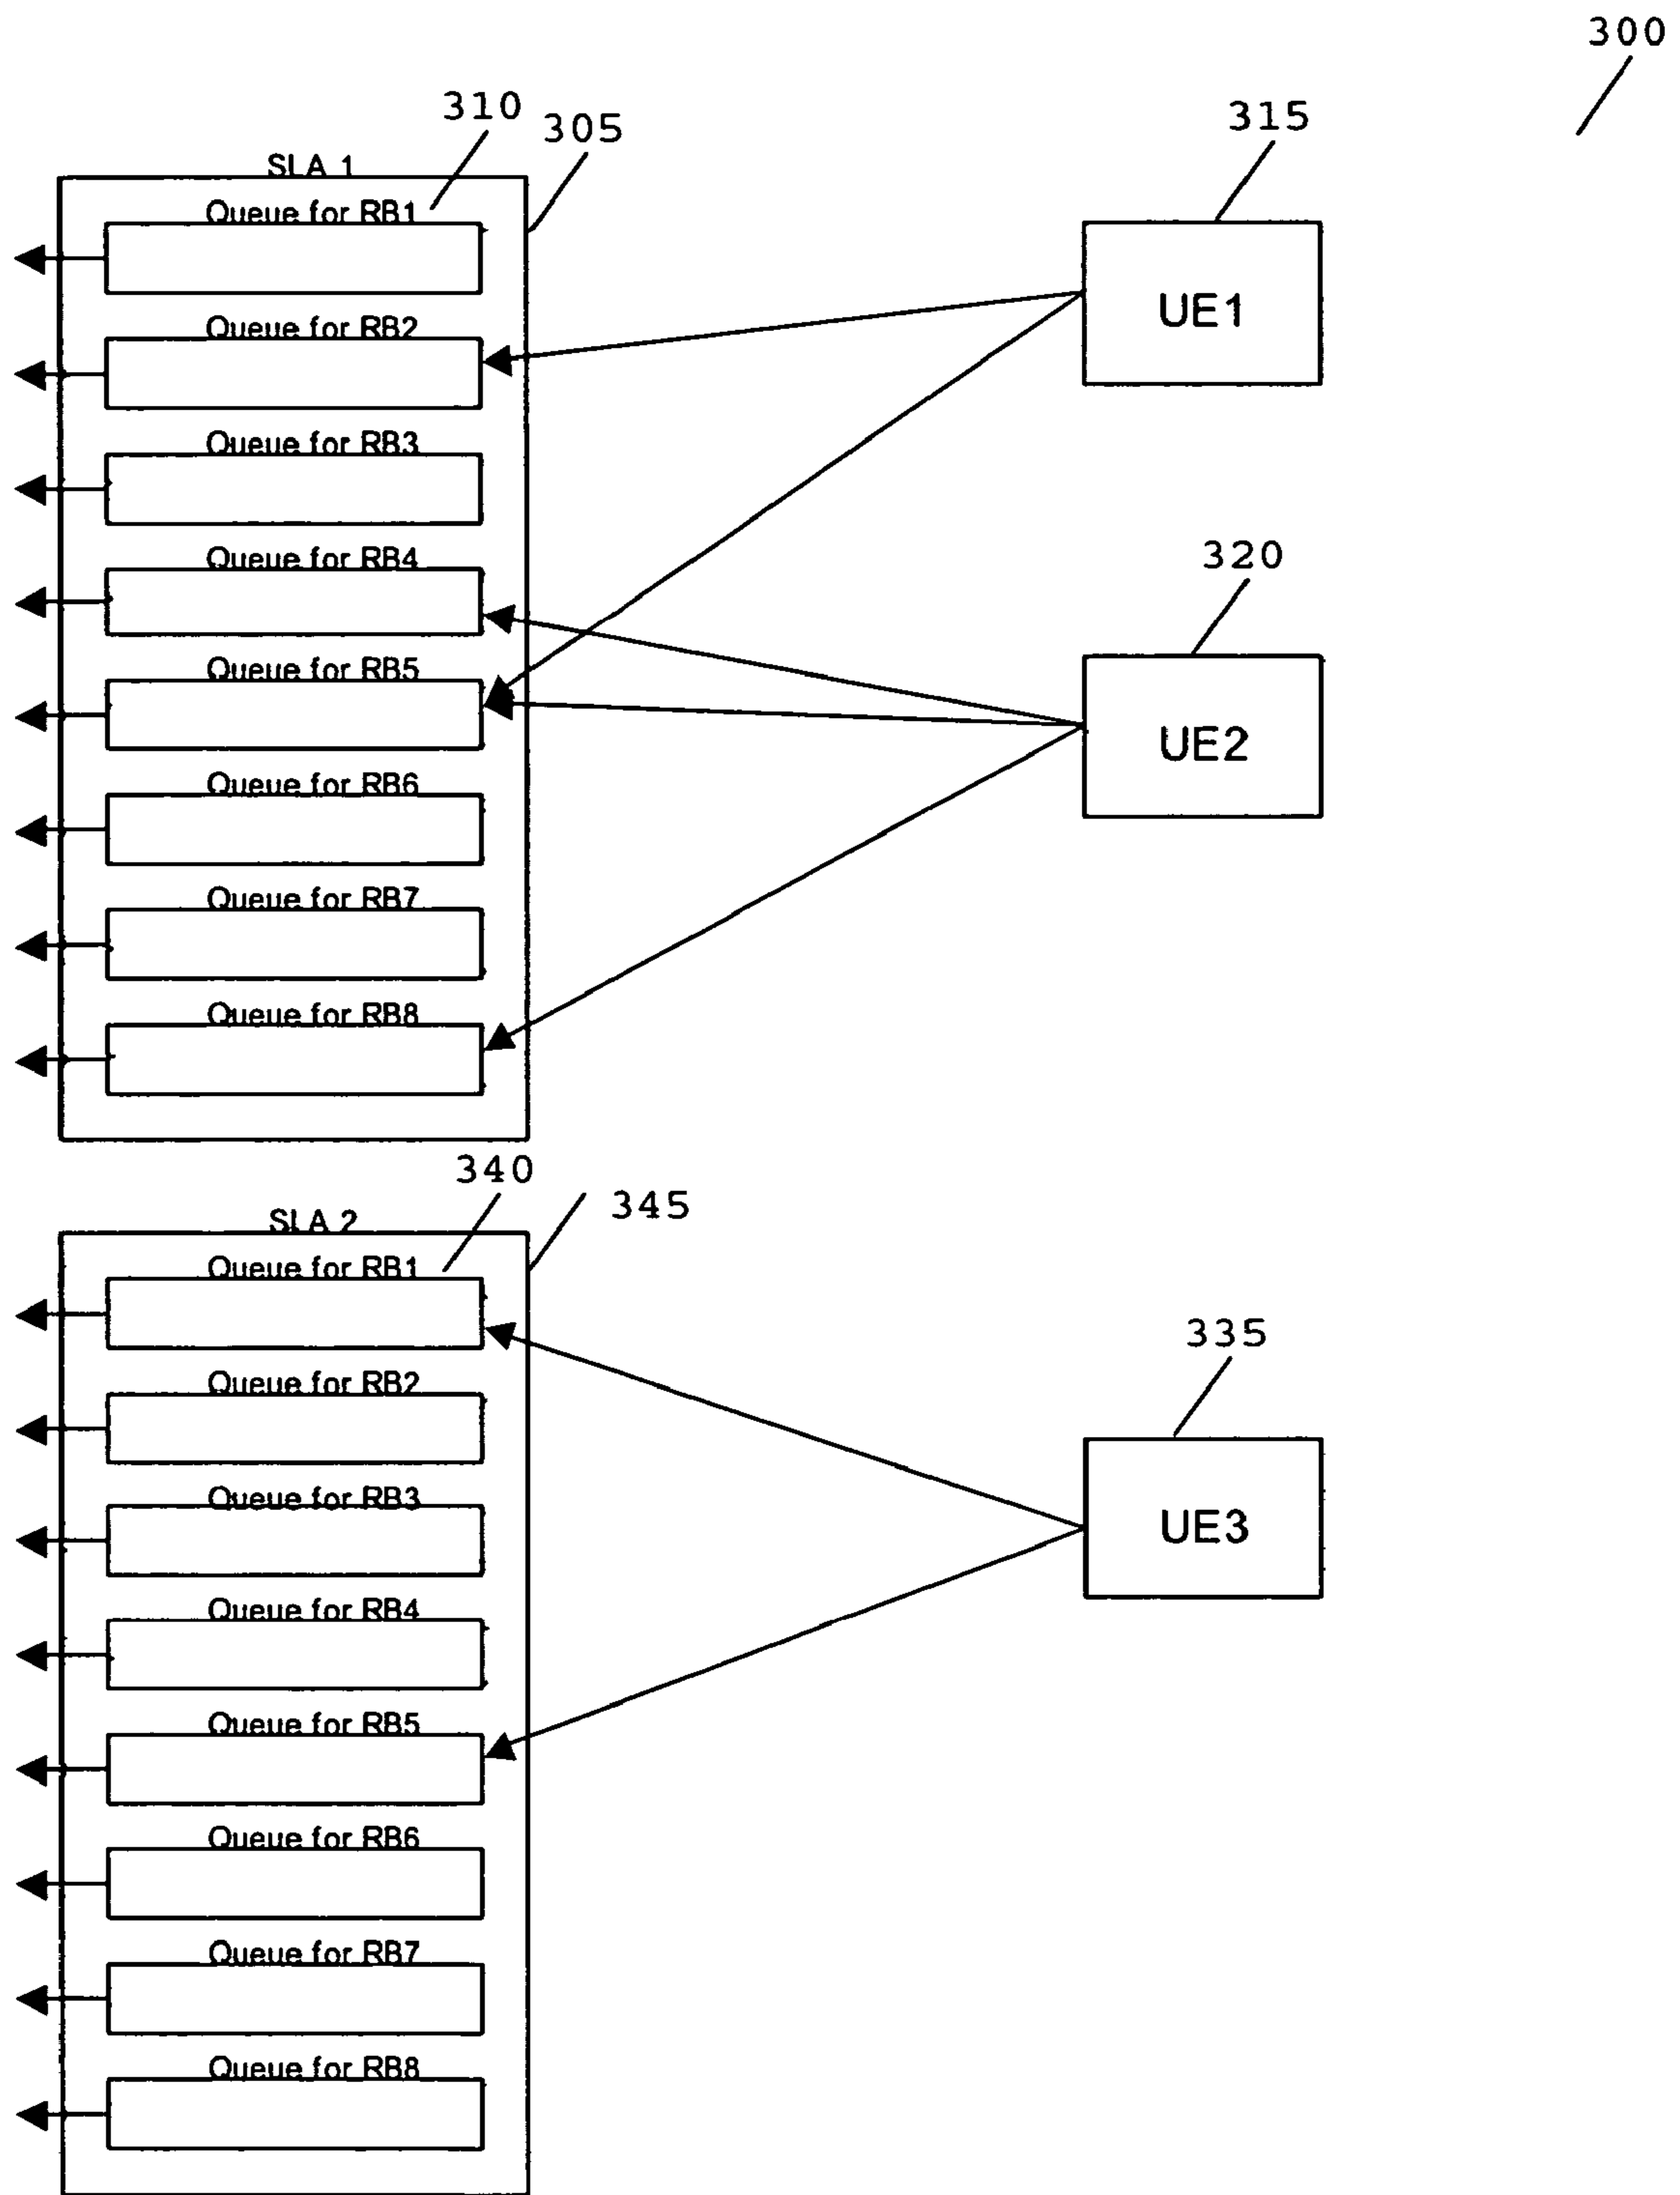 300
310
305
315
SLA 1
Queue for RB1
UE1
Queue for RB2
Queue for RB3
320
Queue for RB4
Queue for RB5
UE2
Queue for RB6
Queue for RB7
Queue for RB8
340
345
SLA 2
Queue for RB1
335
Queue for RB2
Queue for RB3
UE3
Queue for RB4
Queue for RB5
Queue for RB6
Queue for RB7
Queue for RB8